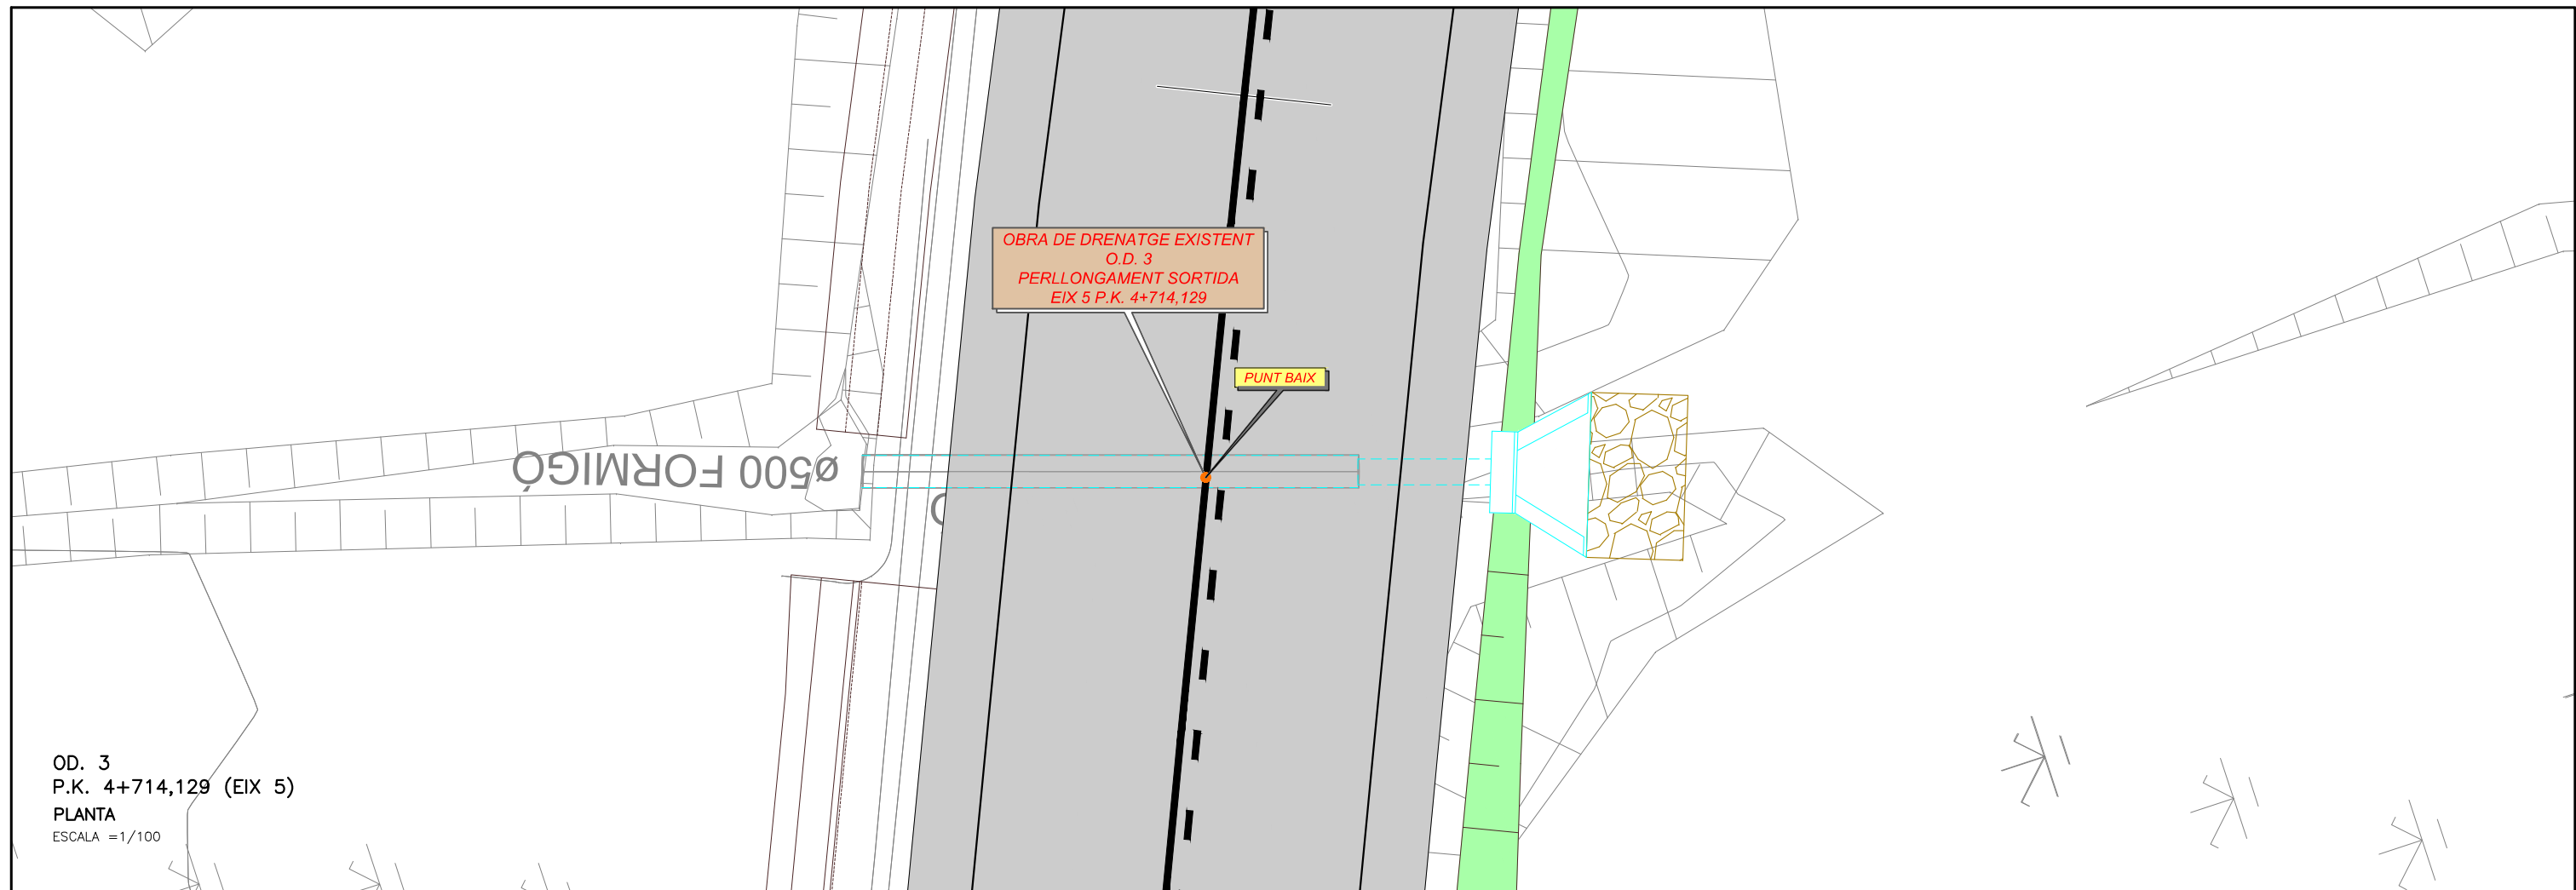 OBRA DE DRENATGE EXISTENT
O.D. 3
PERLLONGAMENT SORTIDA
EIX 5 P.K. 4+714,129
PUNT BAIX
ø500 FORMIGÓ
OD. 3
P.K. 4+714,129 (EIX 5)
PLANTA
ESCALA =1/100